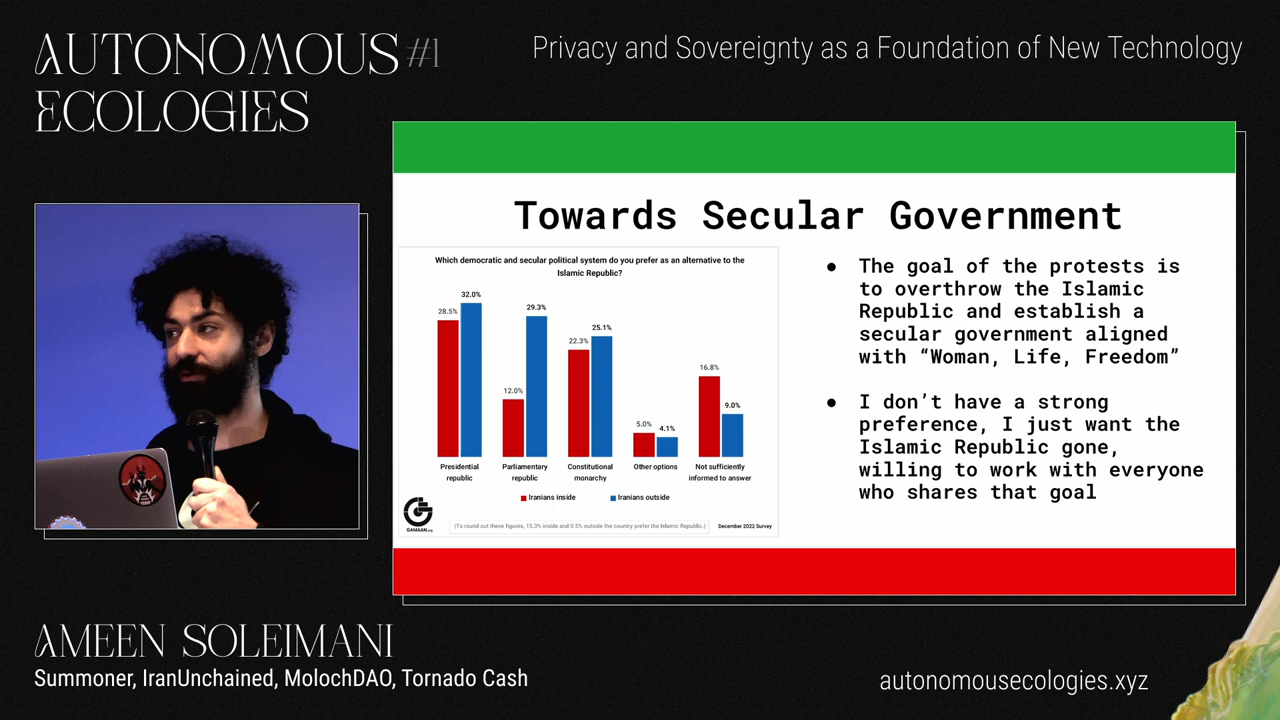 AUTONOMOUS #1
ECOLOGIES
Privacy and Sovereignty as a Foundation of New Technology
Towards Secular Government
Which democratic and secular political system do you prefer as an alternative to the
Islamic Republic?
28.5%
32.0%
12.0%
29.3%
22.3%
25.1%
5.0%
4.1%
16.8%
9.0%
Presidential
republic
Parliamentary
republic
Constitutional
monarchy
Other options
Not sufficiently
informed to answer
Iranians inside
Iranians outside
GAMAAN.org
(To round out these figures, 15.3% inside and 0.5% outside the country prefer the Islamic Republic.)
December 2022 Survey
● The goal of the protests is
to overthrow the Islamic
Republic and establish a
secular government aligned
with “Woman, Life, Freedom”
● I don’t have a strong
preference, I just want the
Islamic Republic gone,
willing to work with everyone
who shares that goal
AMEEN SOLEIMANI
Summoner, IranUnchained, MolochDAO, Tornado Cash
autonomousecologies.xyz